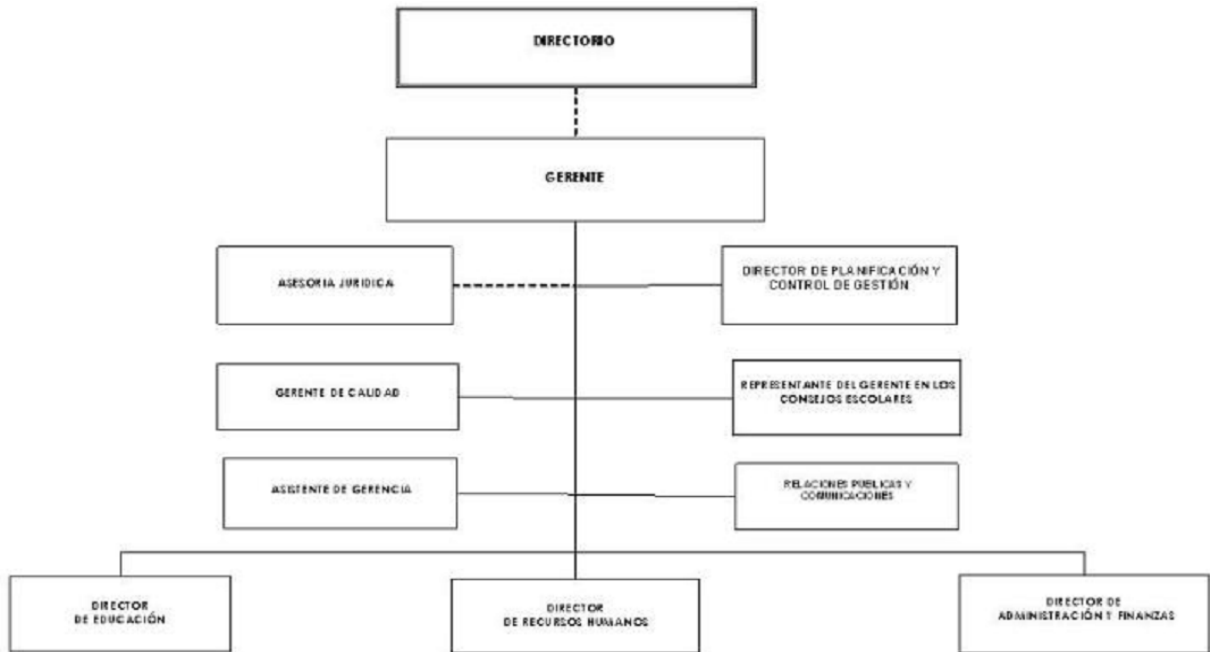 DIRECTORIO
GERENTE
ASESORIA JURIDICA
DIRECTOR DE PLANIFICACIÓN Y
CONTROL DE GESTIÓN
GERENTE DE CALIDAD
REPRESENTANTE DEL GERENTE EN LOS
CONSEJOS ESCOLARES
ASISTENTE DE GERENCIA
RELACIONES PUBLICAS Y
COMUNICACIONES
DIRECTOR
DE EDUCACIÓN
DIRECTOR
DE RECURSOS HUMANOS
DIRECTOR DE
ADMINISTRACIÓN Y FINANZAS